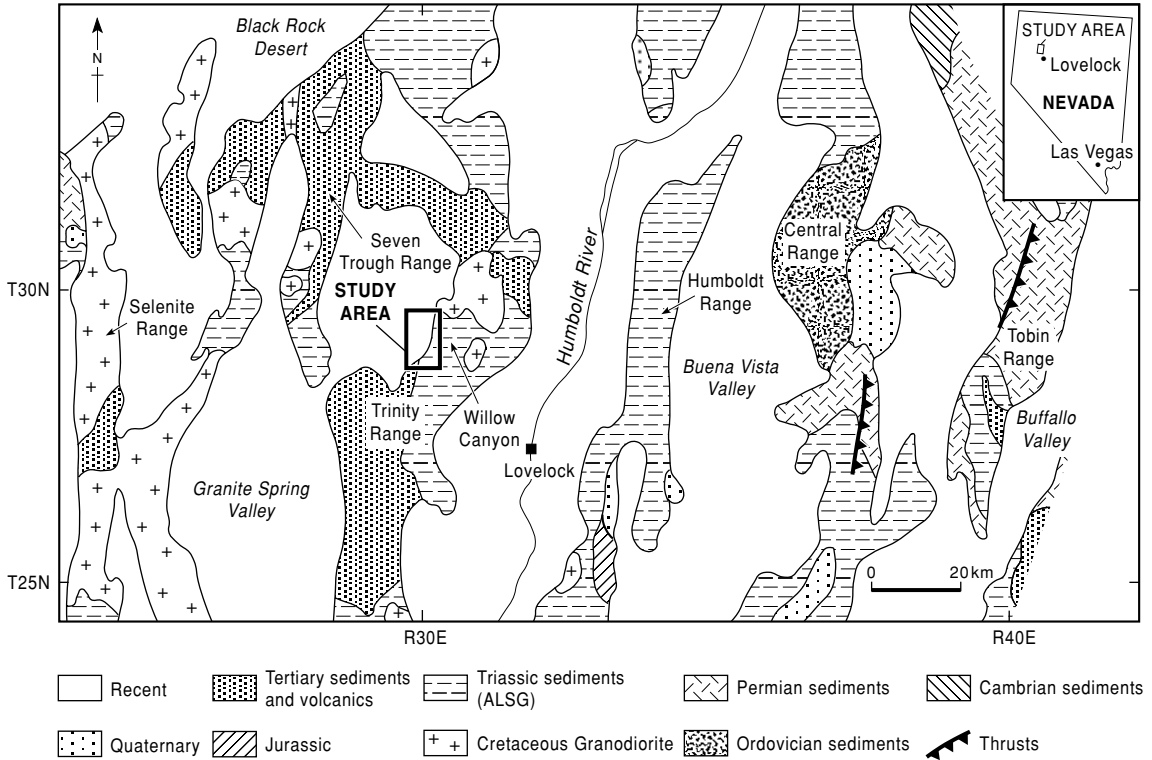 Black Rock
Desert
N
STUDY AREA
Lovelock
NEVADA
Las Vegas
Seven
Trough Range
STUDY
AREA
Selenite
Range
Humboldt River
Central
Range
Humboldt
Range
T30N
Tobin
Range
Buena Vista
Valley
Trinity
Range
Willow
Canyon
Lovelock
Buffallo
Valley
Granite Spring
Valley
T25N
0 20 km
R30E
R40E
Recent
Tertiary sediments
and volcanics
Triassic sediments
(ALSG)
Permian sediments
Cambrian sediments
Quaternary
Jurassic
Cretaceous Granodiorite
Ordovician sediments
Thrusts